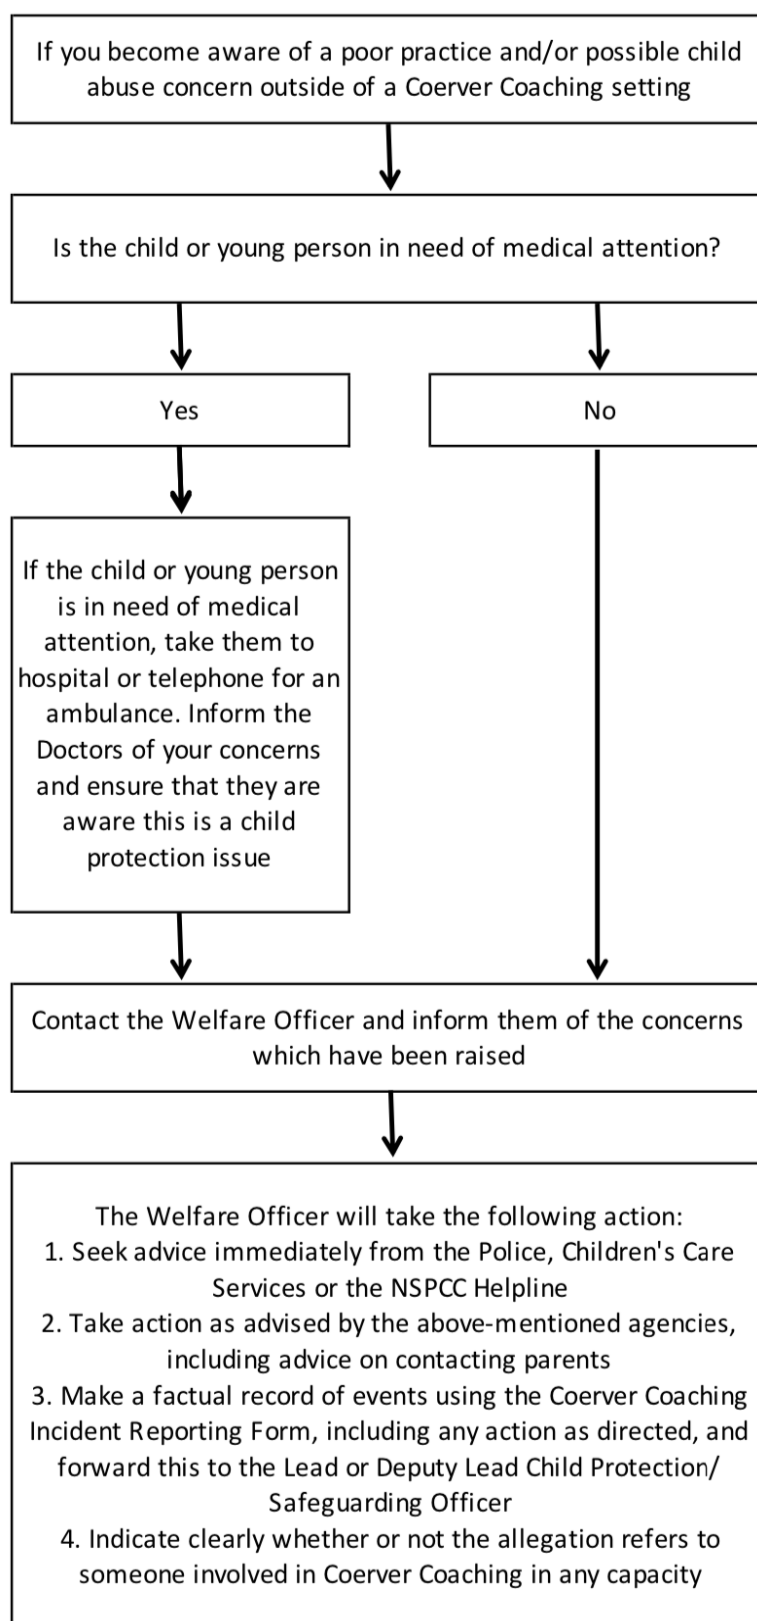 If you become aware of a poor practice and/or possible child
abuse concern outside of a Coerver Coaching setting
Is the child or young person in need of medical attention?
Yes
No
If the child or young person
is in need of medical
attention, take them to
hospital or telephone for an
ambulance. Inform the
Doctors of your concerns
and ensure that they are
aware this is a child
protection issue
Contact the Welfare Officer and inform them of the concerns
which have been raised
The Welfare Officer will take the following action:
1. Seek advice immediately from the Police, Children's Care
Services or the NSPCC Helpline
2. Take action as advised by the above-mentioned agencies,
including advice on contacting parents
3. Make a factual record of events using the Coerver Coaching
Incident Reporting Form, including any action as directed, and
forward this to the Lead or Deputy Lead Child Protection/
Safeguarding Officer
4. Indicate clearly whether or not the allegation refers to
someone involved in Coerver Coaching in any capacity